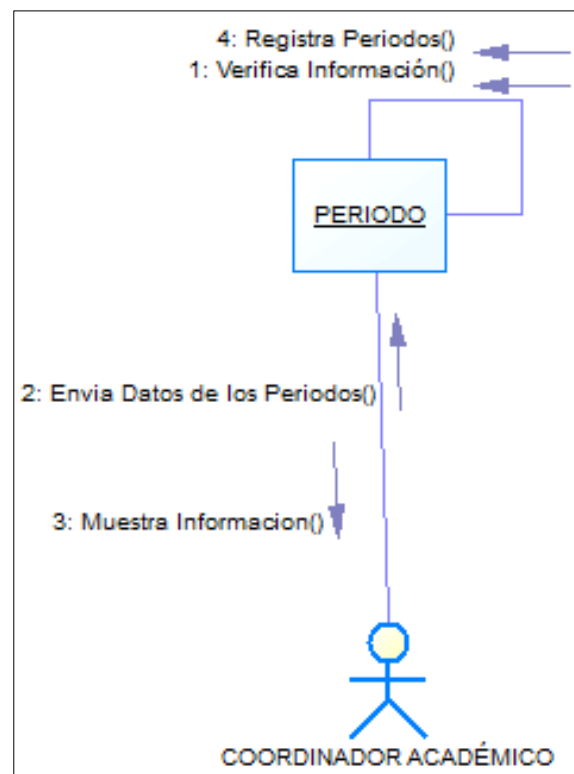 4: Registra Periodos()
1: Verifica Información()
PERIODO
2: Envia Datos de los Periodos()
3: Muestra Informacion()
COORDINADOR ACADÉMICO